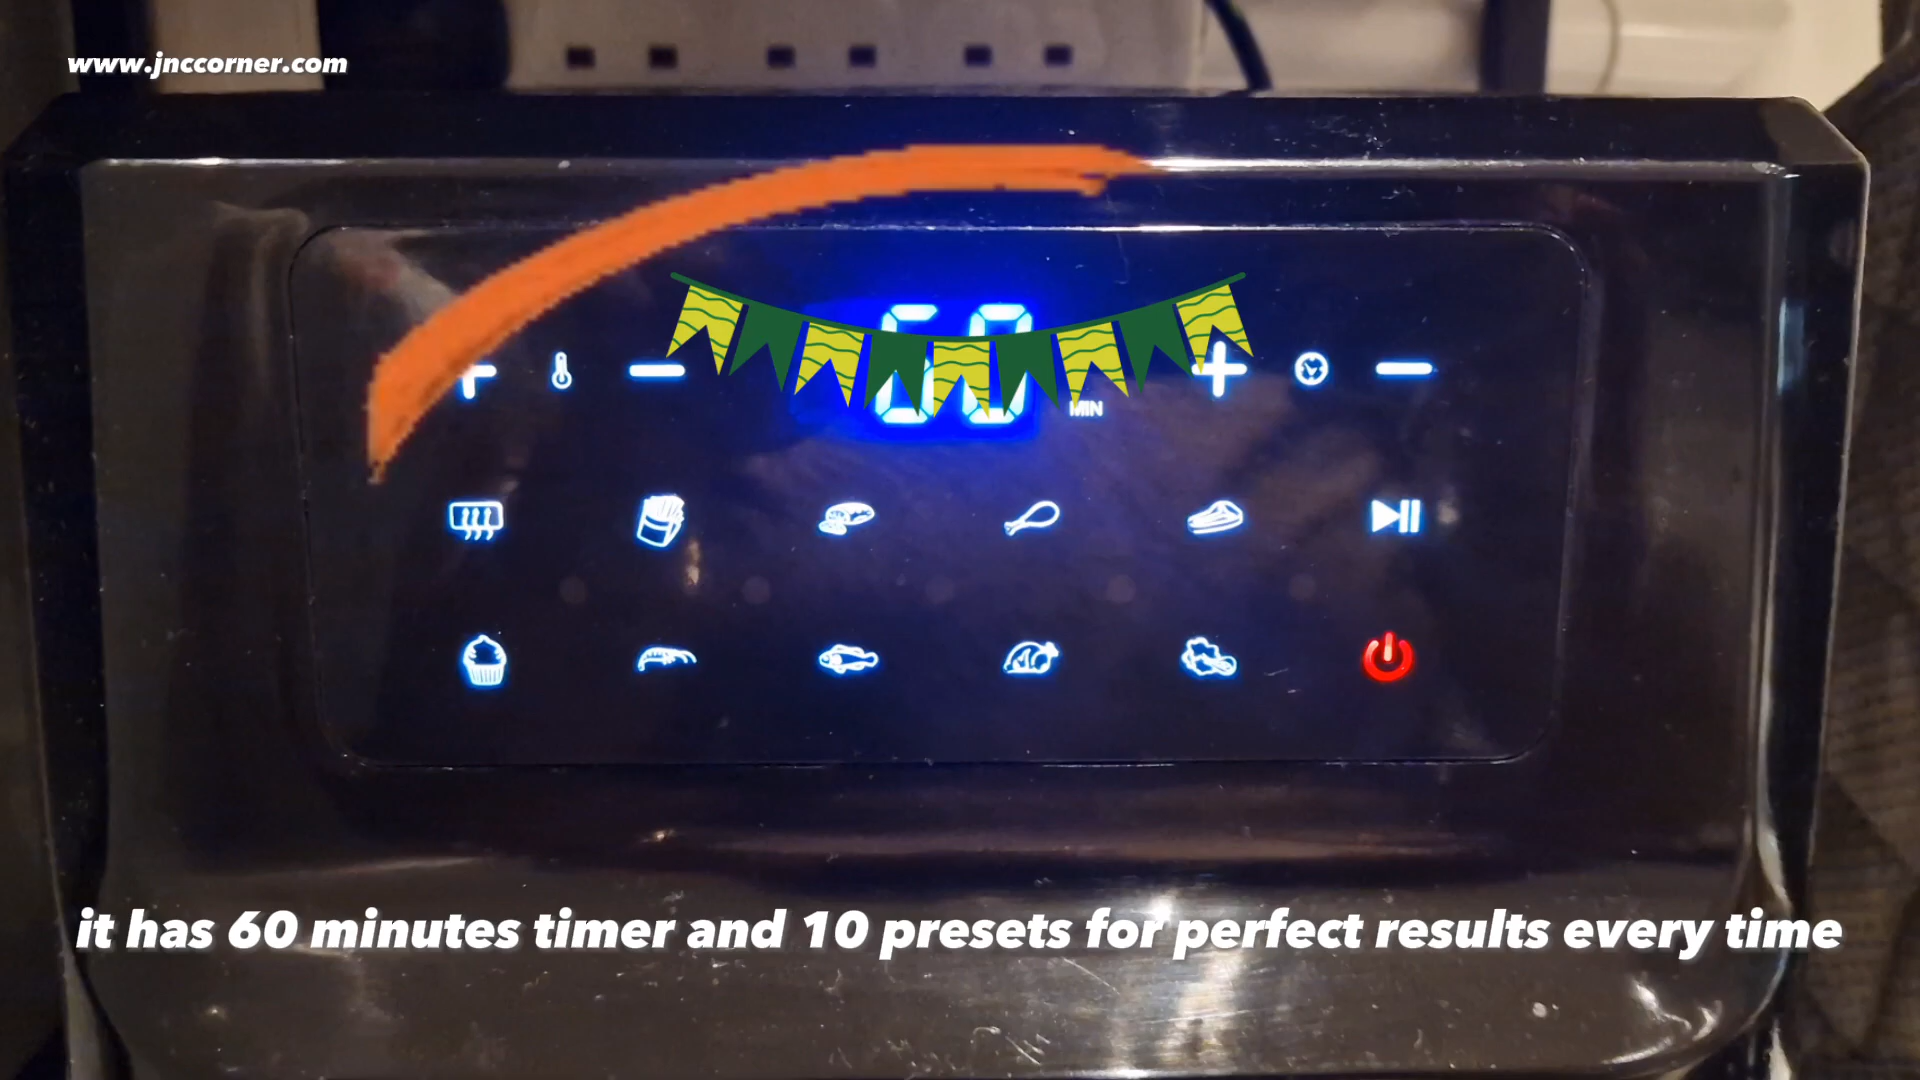 www.jnccorner.com
60
MIN
it has 60 minutes timer and 10 presets for perfect results every time